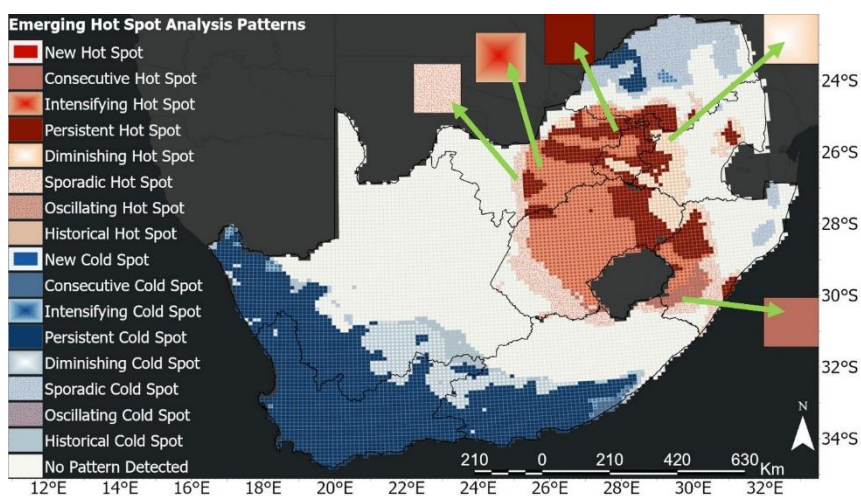 Emerging Hot Spot Analysis Patterns
New Hot Spot
Consecutive Hot Spot
Intensifying Hot Spot
Persistent Hot Spot
Diminishing Hot Spot
Sporadic Hot Spot
Oscillating Hot Spot
Historical Hot Spot
New Cold Spot
Consecutive Cold Spot
Intensifying Cold Spot
Persistent Cold Spot
Diminishing Cold Spot
Sporadic Cold Spot
Oscillating Cold Spot
Historical Cold Spot
No Pattern Detected
24°S
26°S
28°S
30°S
32°S
34°S
N
210 0 210 420 630 Km
12°E 14°E 16°E 18°E 20°E 22°E 24°E 26°E 28°E 30°E 32°E